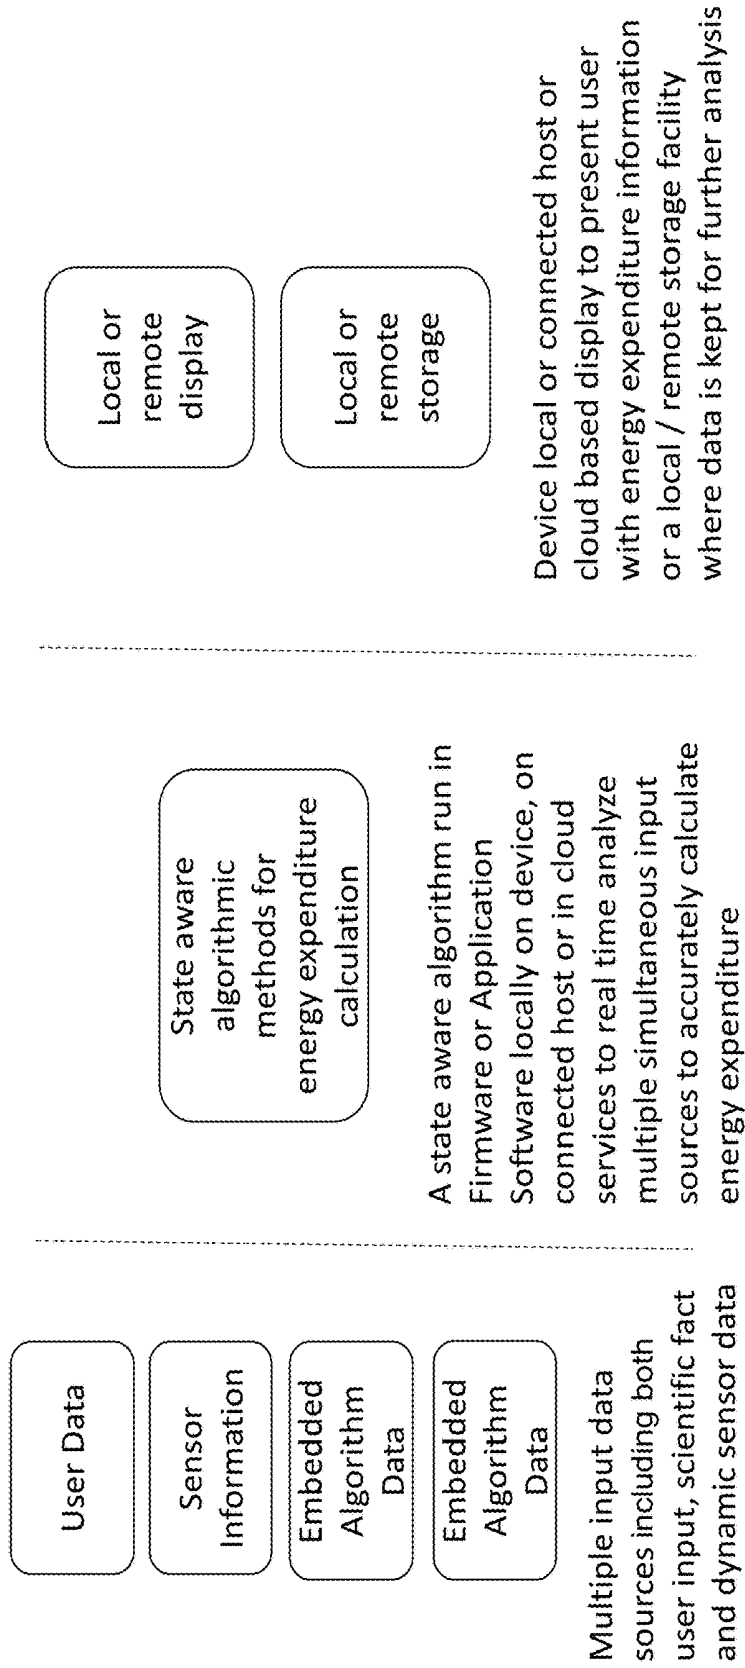 User Data
Sensor
Information
Embedded
Algorithm
Data
Embedded
Algorithm
Data
Multiple input data
sources including both
user input, scientific fact
and dynamic sensor data
State aware
algorithmic
methods for
energy expenditure
calculation
A state aware algorithm run in
Firmware or Application
Software locally on device, on
connected host or in cloud
services to real time analyze
multiple simultaneous input
sources to accurately calculate
energy expenditure
Local or
remote
display
Local or
remote
storage
Device local or connected host or
cloud based display to present user
with energy expenditure information
or a local / remote storage facility
where data is kept for further analysis